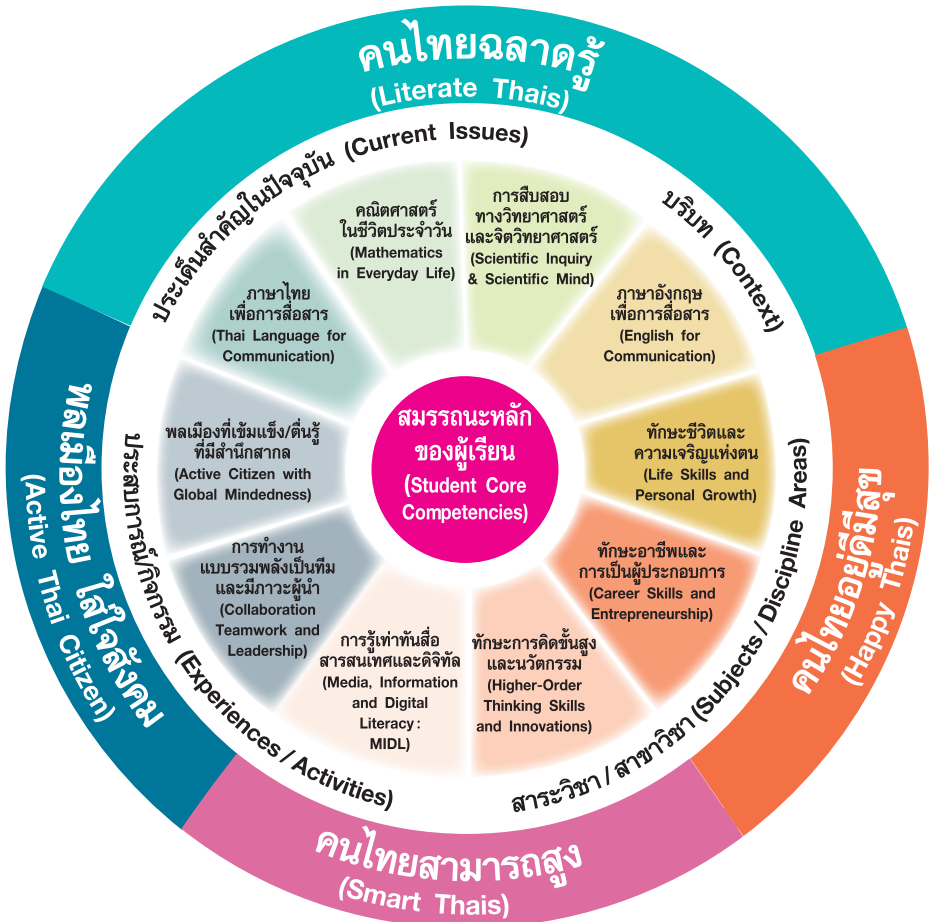 คนไทยฉลาดรู้
(Literate Thais)
ประเด็นสำคัญในปัจจุบัน (Current Issues)
บริบท (Context)
คณิตศาสตร์
ในชีวิตประจำวัน
(Mathematics
in Everyday Life)
การสืบสอบ
ทางวิทยาศาสตร์
และจิตวิทยาศาสตร์
(Scientific Inquiry
& Scientific Mind)
ภาษาไทย
เพื่อการสื่อสาร
(Thai Language for
Communication)
ภาษาอังกฤษ
เพื่อการสื่อสาร
(English for
Communication)
พลเมืองที่เข้มแข็ง/ตื่นรู้
ที่มีสำนึกสากล
(Active Citizen with
Global Mindedness)
สมรรถนะหลัก
ของผู้เรียน
(Student Core
Competencies)
ทักษะชีวิตและ
ความเจริญแห่งตน
(Life Skills and
Personal Growth)
การทำงาน
แบบรวมพลังเป็นทีม
และมีภาวะผู้นำ
(Collaboration
Teamwork and
Leadership)
ทักษะอาชีพและ
การเป็นผู้ประกอบการ
(Career Skills and
Entrepreneurship)
การรู้เท่าทันสื่อ
สารสนเทศและดิจิทัล
(Media, Information
and Digital
Literacy:
MIDL)
ทักษะการคิดขั้นสูง
และนวัตกรรม
(Higher-Order
Thinking Skills
and Innovations)
ประสบการณ์/กิจกรรม (Experiences / Activities)
สาระวิชา / สาขาวิชา (Subjects / Discipline Areas)
พลเมืองไทย ใส่ใจสังคม
(Active Thai Citizen)
คนไทยอยู่ดีมีสุข
(Happy Thais)
คนไทยสามารถสูง
(Smart Thais)